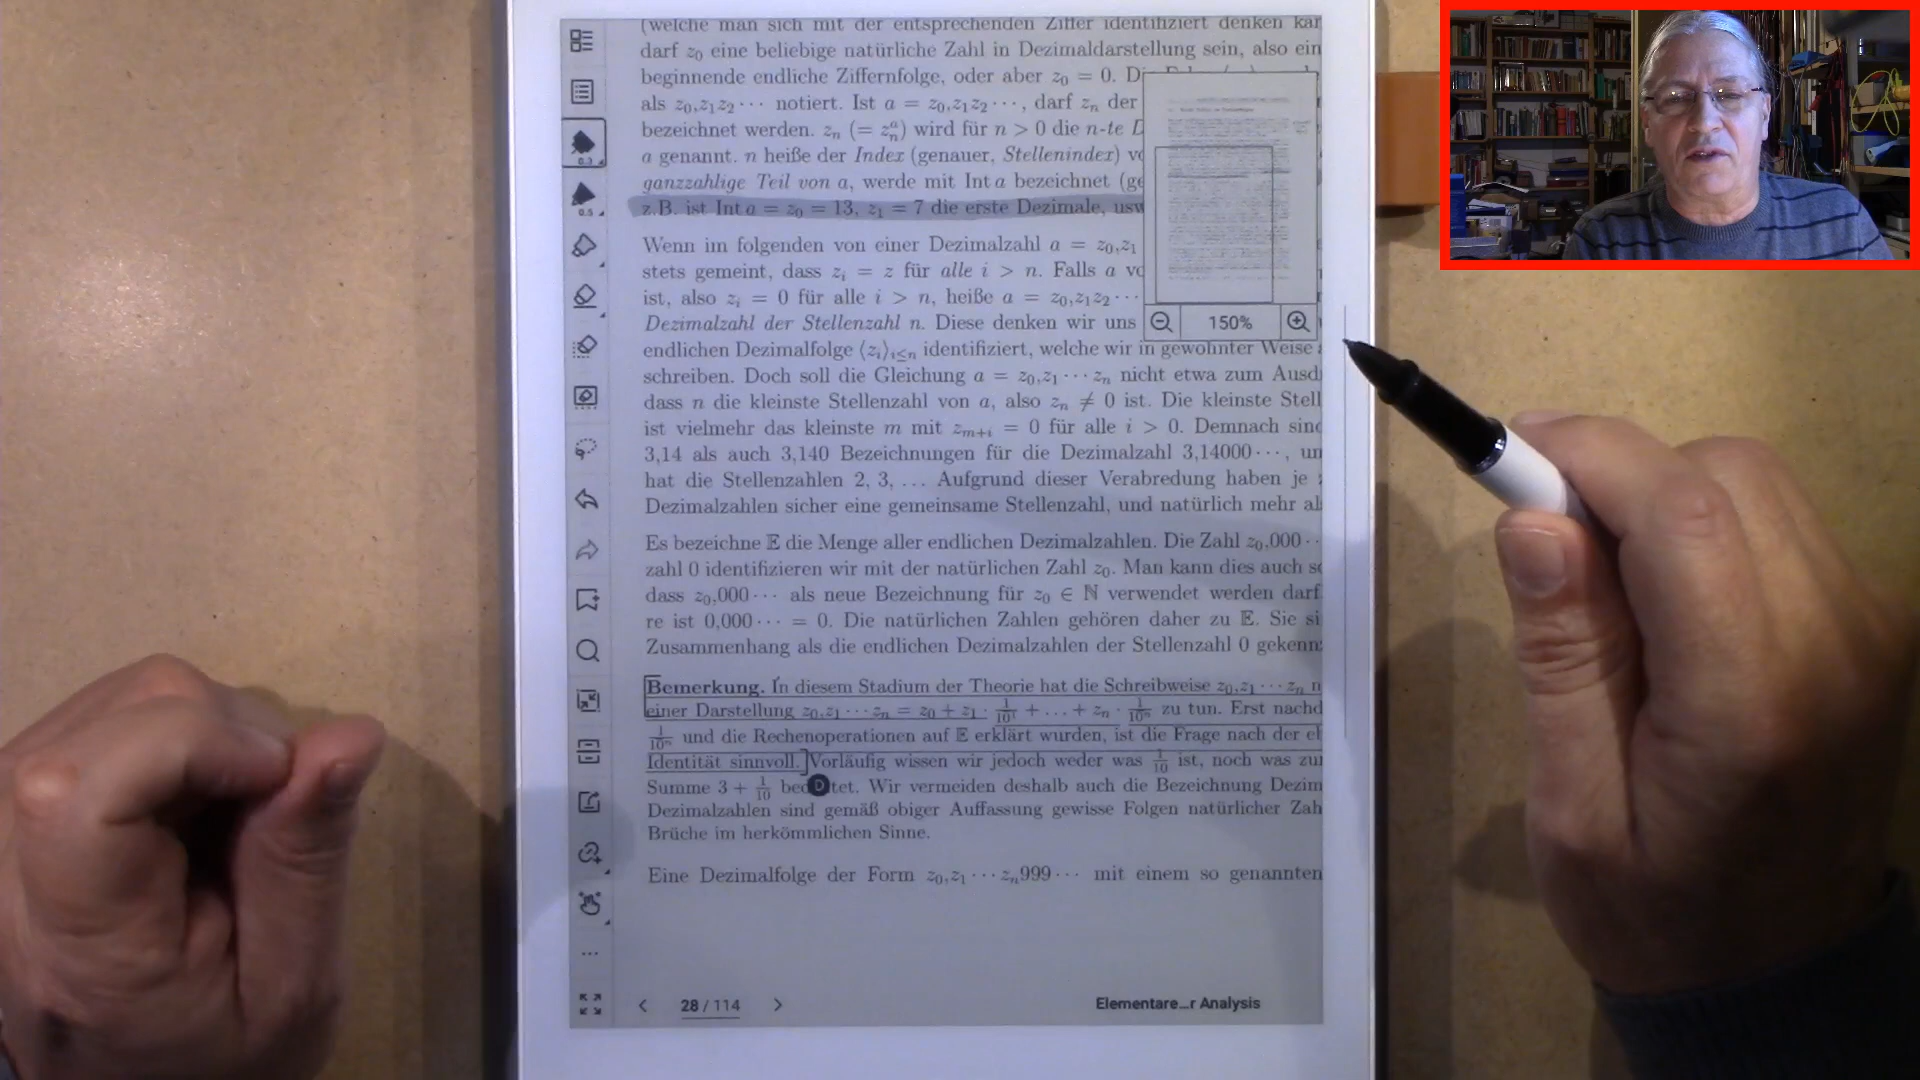 (welche man sich mit der entsprechenden Ziffer identifiziert denken kan
darf z₀ eine beliebige natürliche Zahl in Dezimaldarstellung sein, also ein
beginnende endliche Ziffernfolge, oder aber z₀ = 0.
als z₀,z₁z₂··· notiert. Ist a = z₀,z₁z₂···, darf zₙ der
bezeichnet werden. zₙ (= zₙᵃ) wird für n > 0 die n-te D
a genannt. n heiße der Index (genauer, Stellenindex) vo
ganzzahlige Teil von a, werde mit Int a bezeichnet (ge
z.B. ist Int a = z₀ = 13, z₁ = 7 die erste Dezimale, usw
Wenn im folgenden von einer Dezimalzahl a = z₀,z₁
stets gemeint, dass zᵢ = z für alle i > n. Falls a vo
ist, also zᵢ = 0 für alle i > n, heiße a = z₀,z₁z₂···
Dezimalzahl der Stellenzahl n. Diese denken wir uns
150%
endlichen Dezimalfolge ⟨zᵢ⟩ᵢ≤ₙ identifiziert, welche wir in gewohnter Weise a
schreiben. Doch soll die Gleichung a = z₀,z₁···zₙ nicht etwa zum Ausd
dass n die kleinste Stellenzahl von a, also zₙ ≠ 0 ist. Die kleinste Stell
ist vielmehr das kleinste m mit zₘ₊ᵢ = 0 für alle i > 0. Demnach sind
3,14 als auch 3,140 Bezeichnungen für die Dezimalzahl 3,14000···, un
hat die Stellenzahlen 2, 3, ... Aufgrund dieser Verabredung haben je z
Dezimalzahlen sicher eine gemeinsame Stellenzahl, und natürlich mehr al
Es bezeichne 𝔼 die Menge aller endlichen Dezimalzahlen. Die Zahl z₀,000··
zahl 0 identifizieren wir mit der natürlichen Zahl z₀. Man kann dies auch so
dass z₀,000··· als neue Bezeichnung für z₀ ∈ ℕ verwendet werden darf.
re ist 0,000··· = 0. Die natürlichen Zahlen gehören daher zu 𝔼. Sie si
Zusammenhang als die endlichen Dezimalzahlen der Stellenzahl 0 gekenn
Bemerkung. In diesem Stadium der Theorie hat die Schreibweise z₀,z₁···zₙ n
einer Darstellung z₀,z₁···zₙ = z₀ + z₁ · 1/10¹ + ... + zₙ · 1/10ⁿ zu tun. Erst nachd
1/10ⁿ und die Rechenoperationen auf 𝔼 erklärt wurden, ist die Frage nach der
Identität sinnvoll. Vorläufig wissen wir jedoch weder was 1/10 ist, noch was
Summe 3 + 1/10 bedeutet. Wir vermeiden deshalb auch die Bezeichnung Dezim
Dezimalzahlen sind gemäß obiger Auffassung gewisse Folgen natürlicher Zah
Brüche im herkömmlichen Sinne.
Eine Dezimalfolge der Form z₀,z₁···zₙ999··· mit einem so genannten
28 / 114
Elementare...r Analysis